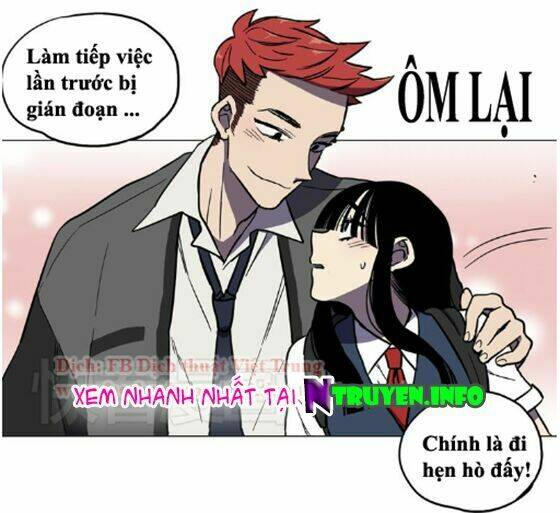 Làm tiếp việc
lần trước bị
gián đoạn ...
ÔM LẠI
Dịch: FB Dịch thuật Việt Trung
XEM NHANH NHẤT TẠI NTRUYEN.INFO
Chính là đi
hẹn hò đấy!